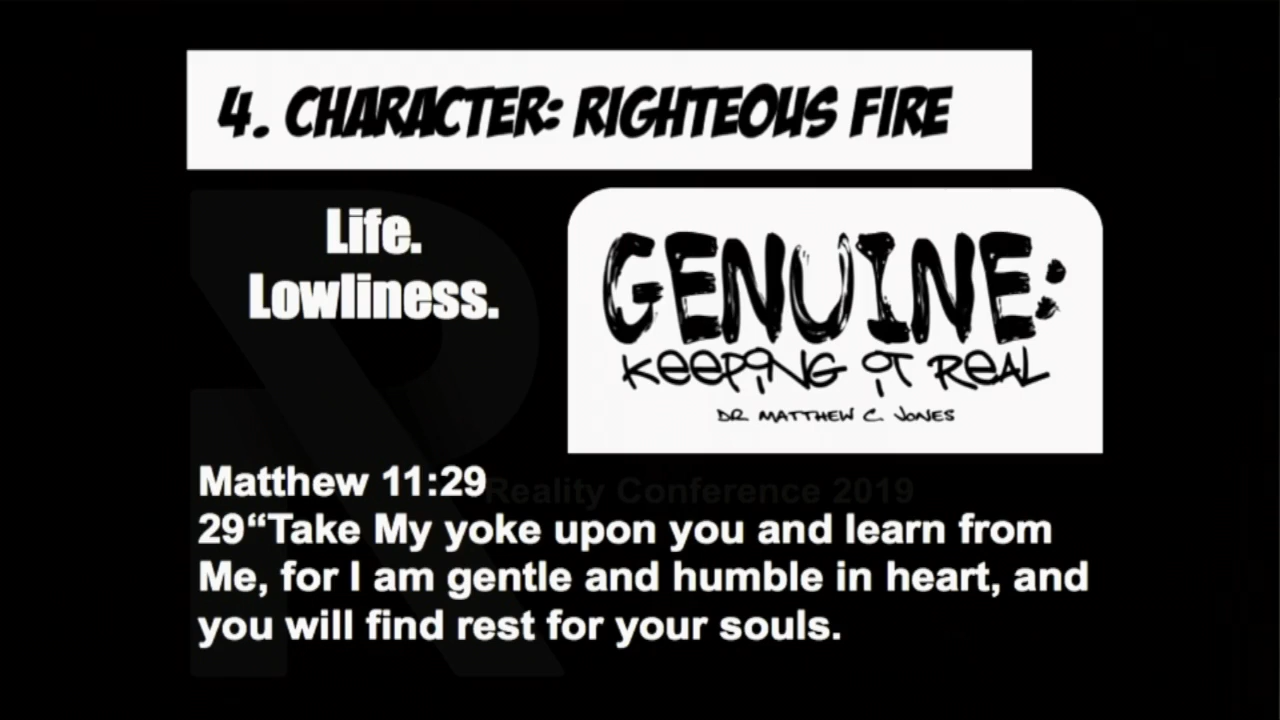 4. CHARACTER: RIGHTEOUS FIRE
Life.
Lowliness.
GENUINE:
KEEPING IT REAL
DR. MATTHEW C. JONES
Matthew 11:29
Reality Conference 2019
29“Take My yoke upon you and learn from
Me, for I am gentle and humble in heart, and
you will find rest for your souls.